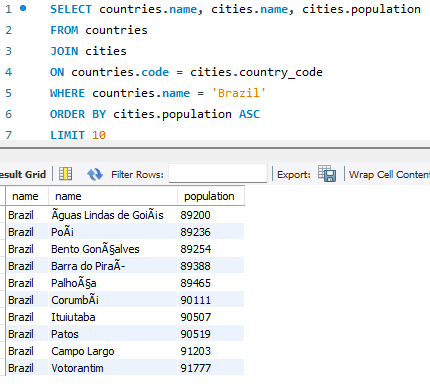 1 SELECT countries.name, cities.name, cities.population
2 FROM countries
3 JOIN cities
4 ON countries.code = cities.country_code
5 WHERE countries.name = 'Brazil'
6 ORDER BY cities.population ASC
7 LIMIT 10
esult Grid Filter Rows: Export: Wrap Cell Conten
name name population
Brazil Ãguas Lindas de GoiÃ¡s 89200
Brazil PoÃ¡ 89236
Brazil Bento GonÃ§alves 89254
Brazil Barra do PiraÃ- 89388
Brazil PalhoÃ§a 89465
Brazil CorumbÃ¡ 90111
Brazil Ituiutaba 90507
Brazil Patos 90519
Brazil Campo Largo 91203
Brazil Votorantim 91777